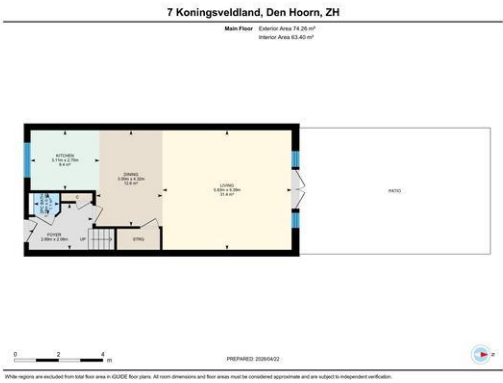 7 Koningsveldland, Den Hoorn, ZH
Main Floor Exterior Area 74.26 m²
Interior Area 63.40 m²
KITCHEN
DINING
LIVING
PATIO
C
FOYER
UP
STRG
0 2 4
m
PREPARED: 2026/04/22
N
White regions are excluded from total floor area in iGUIDE floor plans. All room dimensions and floor areas must be considered approximate and are subject to independent verification.